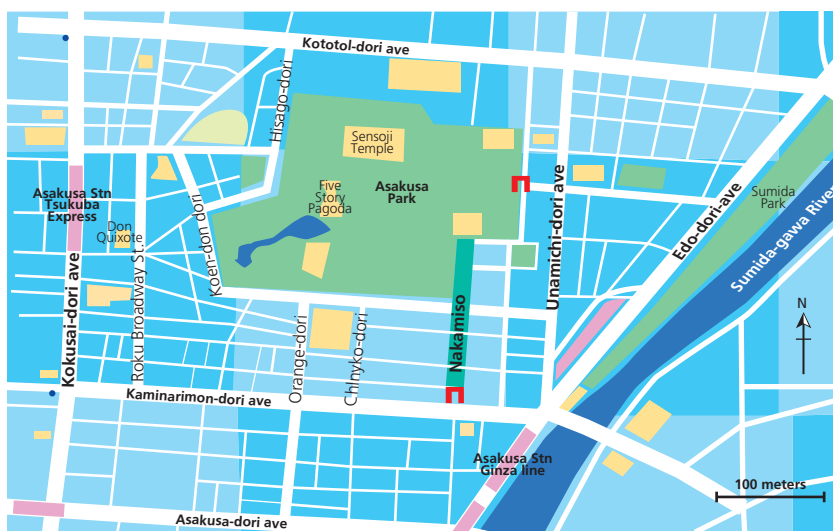 Kototol-dori ave
Hisago-dori
Sensoji
Temple
Asakusa Stn
Tsukuba
Express
Five
Story
Pagoda
Asakusa
Park
Sumida
Park
Don
Quixote
Koen-don dori
Unamichi-dori ave
Edo-dori-ave
Sumida-gawa River
Kokusai-dori ave
Roku Broadway St.
Orange-dori
Chlnyko-dori
Nakamiso
N
Kaminarimon-dori ave
Asakusa Stn
Ginza line
100 meters
Asakusa-dori ave